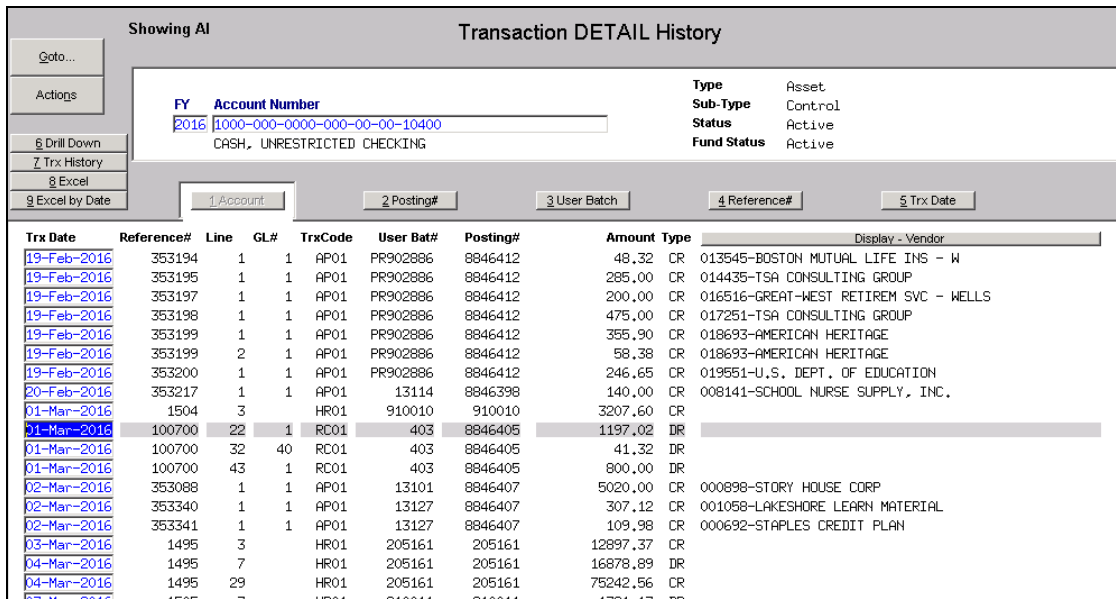 Showing AI
Transaction DETAIL History
Goto...
Actions
6 Drill Down
7 Trx History
8 Excel
9 Excel by Date
FY Account Number
2016 1000-000-0000-000-00-00-10400
CASH, UNRESTRICTED CHECKING
Type Asset
Sub-Type Control
Status Active
Fund Status Active
1 Account 2 Posting# 3 User Batch 4 Reference# 5 Trx Date
Trx Date Reference# Line GL# TrxCode User Bat# Posting# Amount Type Display - Vendor
19-Feb-2016 353194 1 1 AP01 PR902886 8846412 48.32 CR 013545-BOSTON MUTUAL LIFE INS - W
19-Feb-2016 353195 1 1 AP01 PR902886 8846412 285.00 CR 014435-TSA CONSULTING GROUP
19-Feb-2016 353197 1 1 AP01 PR902886 8846412 200.00 CR 016516-GREAT-WEST RETIREM SVC - WELLS
19-Feb-2016 353198 1 1 AP01 PR902886 8846412 475.00 CR 017251-TSA CONSULTING GROUP
19-Feb-2016 353199 1 1 AP01 PR902886 8846412 355.90 CR 018693-AMERICAN HERITAGE
19-Feb-2016 353199 2 1 AP01 PR902886 8846412 58.38 CR 018693-AMERICAN HERITAGE
19-Feb-2016 353200 1 1 AP01 PR902886 8846412 246.65 CR 019551-U.S. DEPT. OF EDUCATION
20-Feb-2016 353217 1 1 AP01 13114 8846398 140.00 CR 008141-SCHOOL NURSE SUPPLY, INC.
01-Mar-2016 1504 3 HR01 910010 910010 3207.60 CR
01-Mar-2016 100700 22 1 RC01 403 8846405 1197.02 DR
01-Mar-2016 100700 32 40 RC01 403 8846405 41.32 DR
01-Mar-2016 100700 43 1 RC01 403 8846405 800.00 DR
02-Mar-2016 353088 1 1 AP01 13101 8846407 5020.00 CR 000898-STORY HOUSE CORP
02-Mar-2016 353340 1 1 AP01 13127 8846407 307.12 CR 001058-LAKESHORE LEARN MATERIAL
02-Mar-2016 353341 1 1 AP01 13127 8846407 109.98 CR 000692-STAPLES CREDIT PLAN
03-Mar-2016 1495 3 HR01 205161 205161 12897.37 CR
04-Mar-2016 1495 7 HR01 205161 205161 16878.89 DR
04-Mar-2016 1495 29 HR01 205161 205161 75242.56 CR